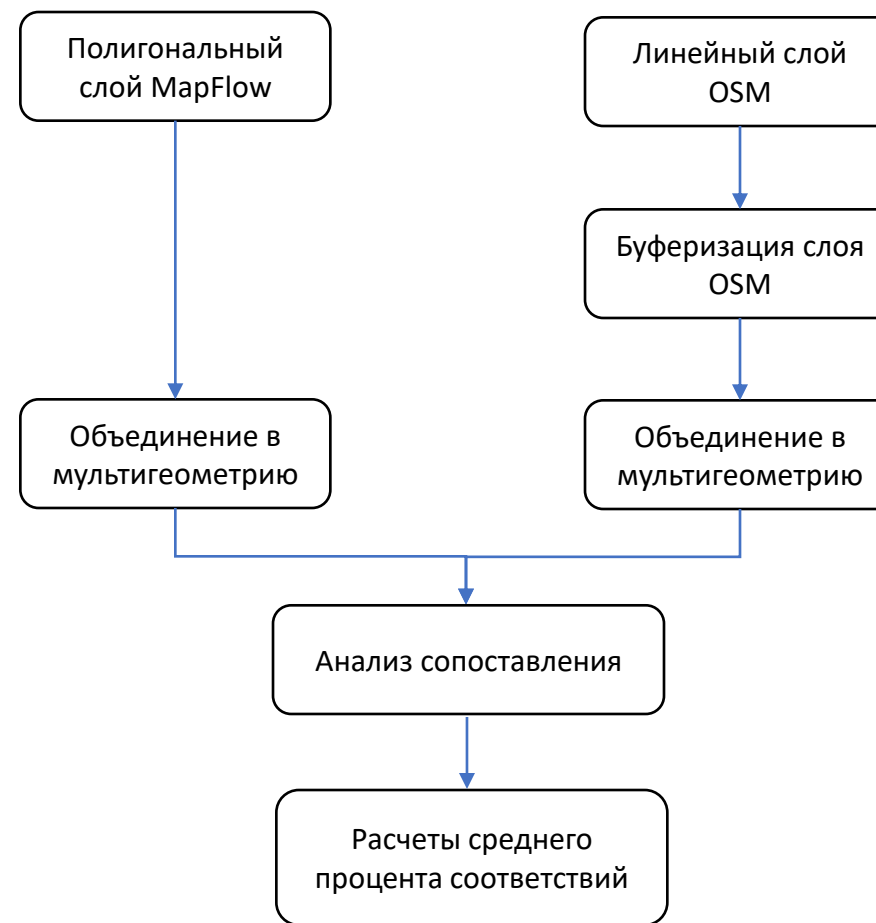 Полигональный
слой MapFlow
Линейный слой
OSM
Буферизация слоя
OSM
Объединение в
мультигеометрию
Объединение в
мультигеометрию
Анализ сопоставления
Расчеты среднего
процента соответствий